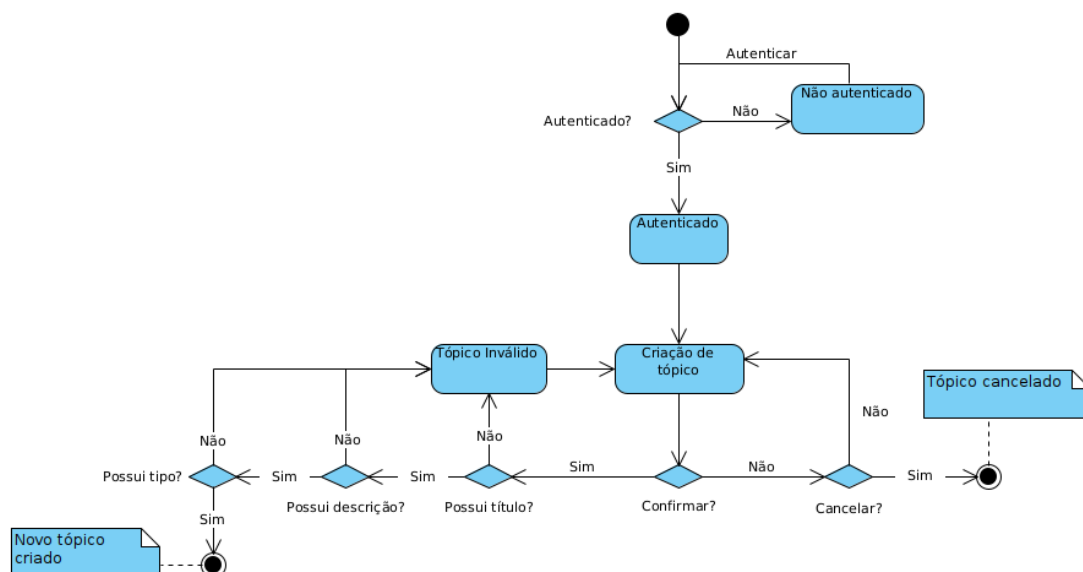 Autenticar
Não autenticado
Autenticado?
Não
Sim
Autenticado
Tópico Inválido
Criação de
tópico
Tópico cancelado
Não
Não
Não
Não
Possui tipo?
Sim
Sim
Sim
Não
Sim
Possui descrição?
Possui título?
Confirmar?
Cancelar?
Sim
Novo tópico
criado